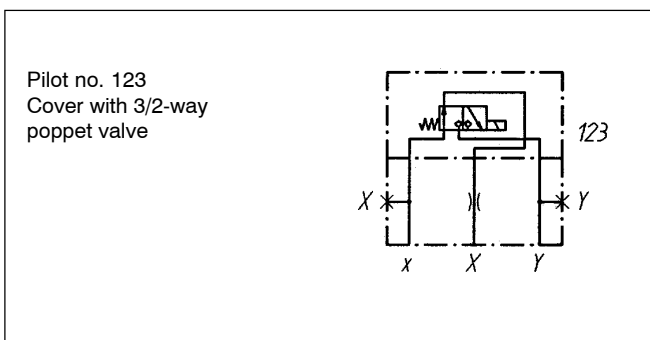 Pilot no. 123
Cover with 3/2-way
poppet valve
123
X Y
x X Y